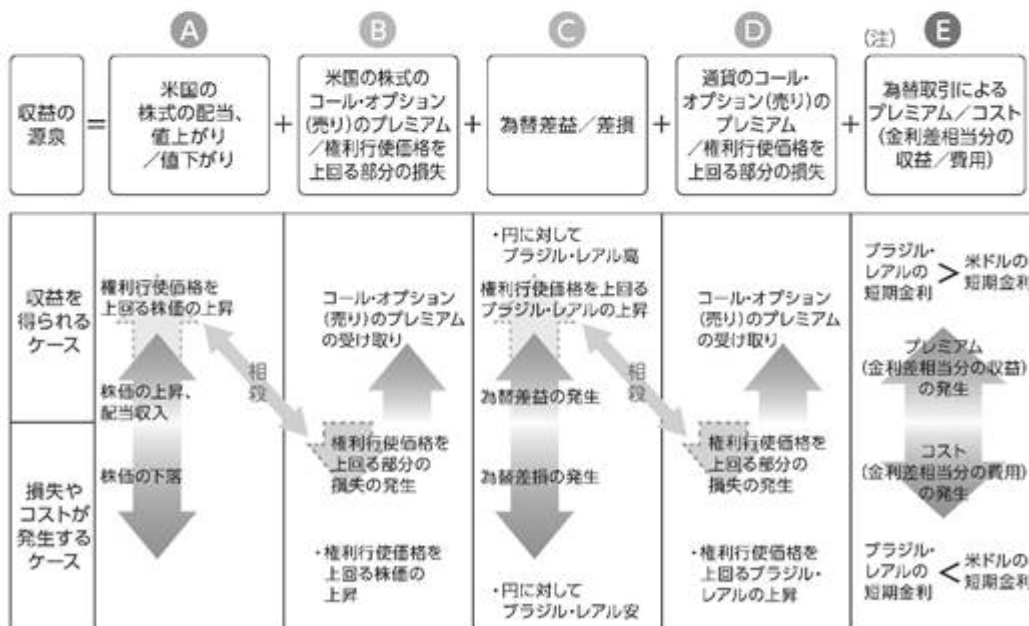 A
B
C
D
(注)
E
収益の
源泉
=
米国の
株式の配当、
値上がり
/値下がり
+
米国の株式の
コール・オプション
(売り)のプレミアム
/権利行使価格を
上回る部分の損失
+
為替差益/差損
+
通貨のコール・
オプション(売り)の
プレミアム
/権利行使価格を
上回る部分の損失
+
為替取引による
プレミアム/コスト
(金利差相当分の
収益/費用)
収益を
得られる
ケース
権利行使価格を
上回る株価の上昇
株価の上昇、
配当収入
相殺
コール・オプション
(売り)のプレミアム
の受け取り
・円に対して
ブラジル・レアル高
権利行使価格を上回る
ブラジル・レアルの上昇
為替差益の発生
相殺
コール・オプション
(売り)のプレミアム
の受け取り
ブラジル・
レアルの
短期金利
>
米ドルの
短期金利
プレミアム
(金利差相当分の収益)
の発生
損失や
コストが
発生する
ケース
株価の下落
権利行使価格を
上回る部分の
損失の発生
・権利行使価格を
上回る株価の
上昇
為替差損の発生
・円に対して
ブラジル・レアル安
権利行使価格を
上回る部分の
損失の発生
・権利行使価格を
上回るブラジル・
レアルの上昇
コスト
(金利差相当分の費用)
の発生
ブラジル・
レアルの
短期金利
<
米ドルの
短期金利